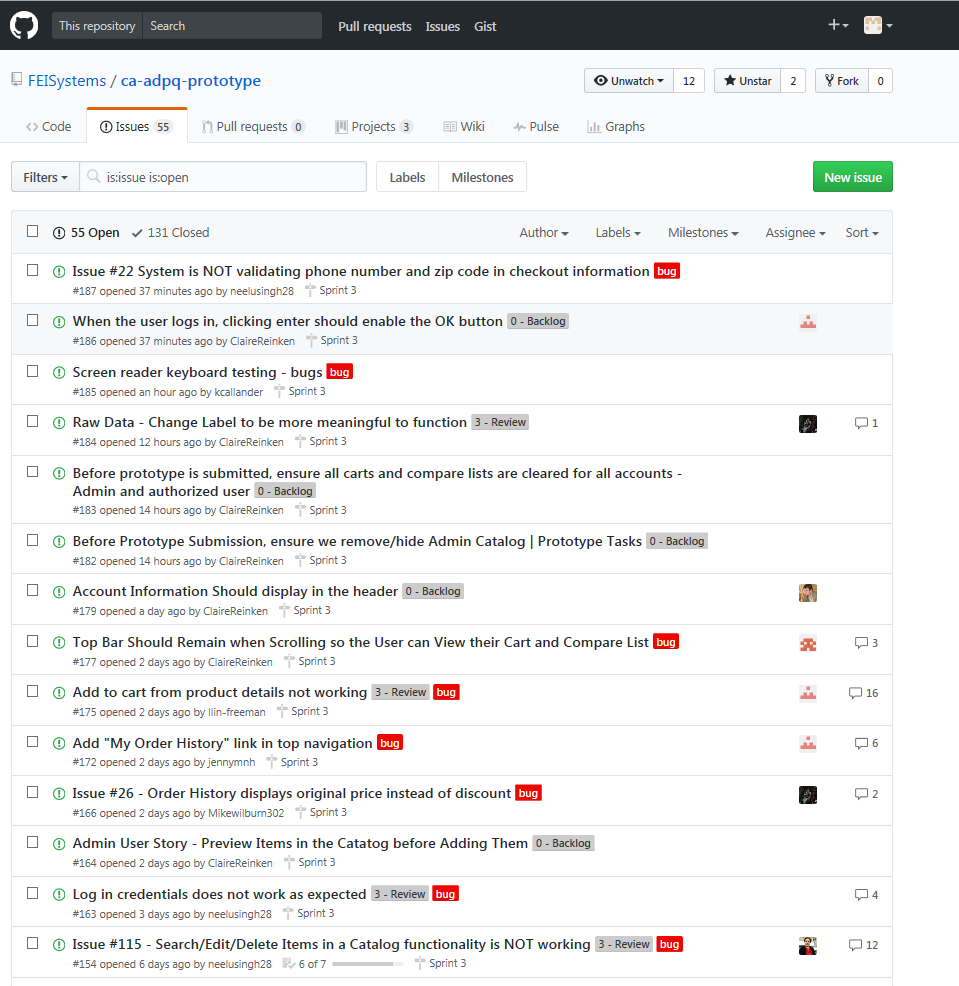 This repository Search Pull requests Issues Gist
FEISystems / ca-adpq-prototype Unwatch 12 Unstar 2 Fork 0
Code Issues 55 Pull requests 0 Projects 3 Wiki Pulse Graphs
Filters is:issue is:open Labels Milestones New issue
55 Open 131 Closed Author Labels Milestones Assignee Sort
Issue #22 System is NOT validating phone number and zip code in checkout information bug
#187 opened 37 minutes ago by neelusingh28 Sprint 3
When the user logs in, clicking enter should enable the OK button 0 - Backlog
#186 opened 37 minutes ago by ClaireReinken Sprint 3
Screen reader keyboard testing - bugs bug
#185 opened an hour ago by kcallander Sprint 3
Raw Data - Change Label to be more meaningful to function 3 - Review 1
#184 opened 12 hours ago by ClaireReinken Sprint 3
Before prototype is submitted, ensure all carts and compare lists are cleared for all accounts -
Admin and authorized user 0 - Backlog
#183 opened 14 hours ago by ClaireReinken Sprint 3
Before Prototype Submission, ensure we remove/hide Admin Catalog | Prototype Tasks 0 - Backlog
#182 opened 14 hours ago by ClaireReinken Sprint 3
Account Information Should display in the header 0 - Backlog
#179 opened a day ago by ClaireReinken Sprint 3
Top Bar Should Remain when Scrolling so the User can View their Cart and Compare List bug 3
#177 opened 2 days ago by ClaireReinken Sprint 3
Add to cart from product details not working 3 - Review bug 16
#175 opened 2 days ago by llin-freeman Sprint 3
Add "My Order History" link in top navigation bug 6
#172 opened 2 days ago by jennymnh Sprint 3
Issue #26 - Order History displays original price instead of discount bug 2
#166 opened 2 days ago by Mikewilburn302 Sprint 3
Admin User Story - Preview Items in the Catatog before Adding Them 0 - Backlog
#164 opened 2 days ago by ClaireReinken Sprint 3
Log in credentials does not work as expected 3 - Review bug 4
#163 opened 3 days ago by neelusingh28 Sprint 3
Issue #115 - Search/Edit/Delete Items in a Catalog functionality is NOT working 3 - Review bug 12
#154 opened 6 days ago by neelusingh28 6 of 7 Sprint 3